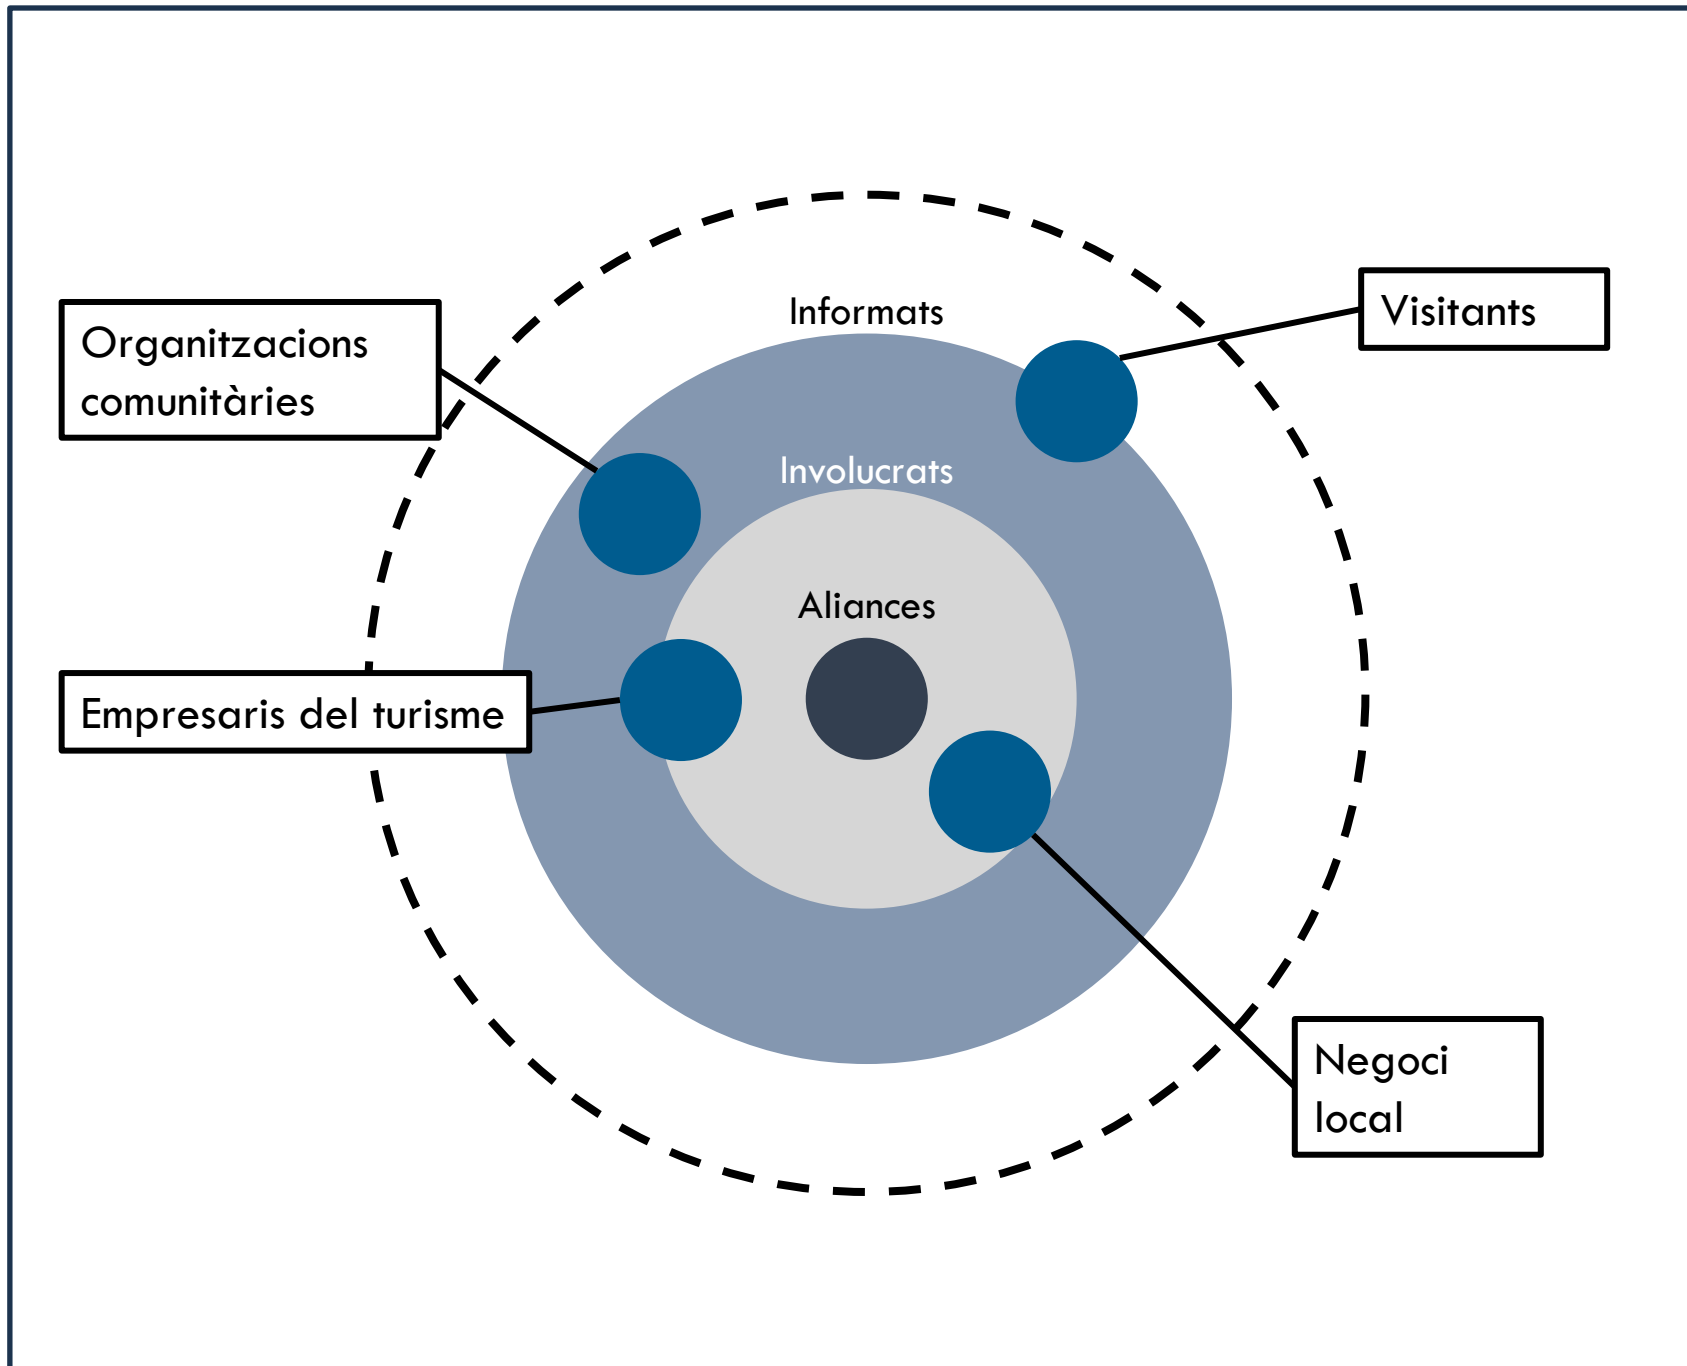 Informats
Visitants
Organitzacions
comunitàries
Involucrats
Aliances
Empresaris del turisme
Negoci
local